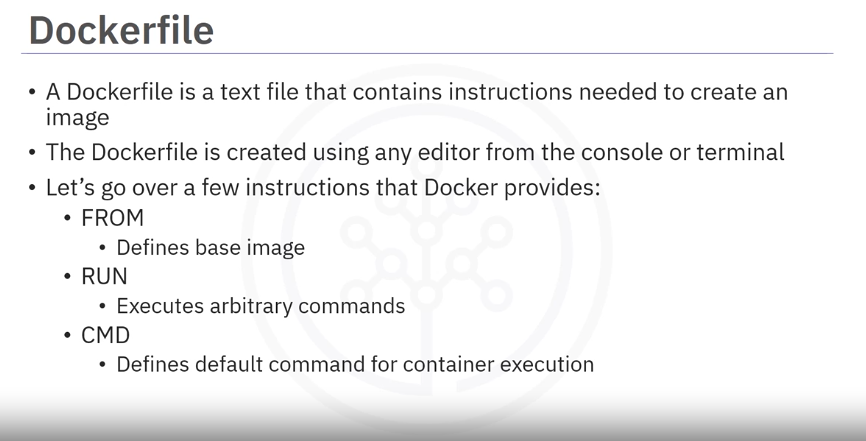 Dockerfile
• A Dockerfile is a text file that contains instructions needed to create an
image
• The Dockerfile is created using any editor from the console or terminal
• Let’s go over a few instructions that Docker provides:
• FROM
• Defines base image
• RUN
• Executes arbitrary commands
• CMD
• Defines default command for container execution